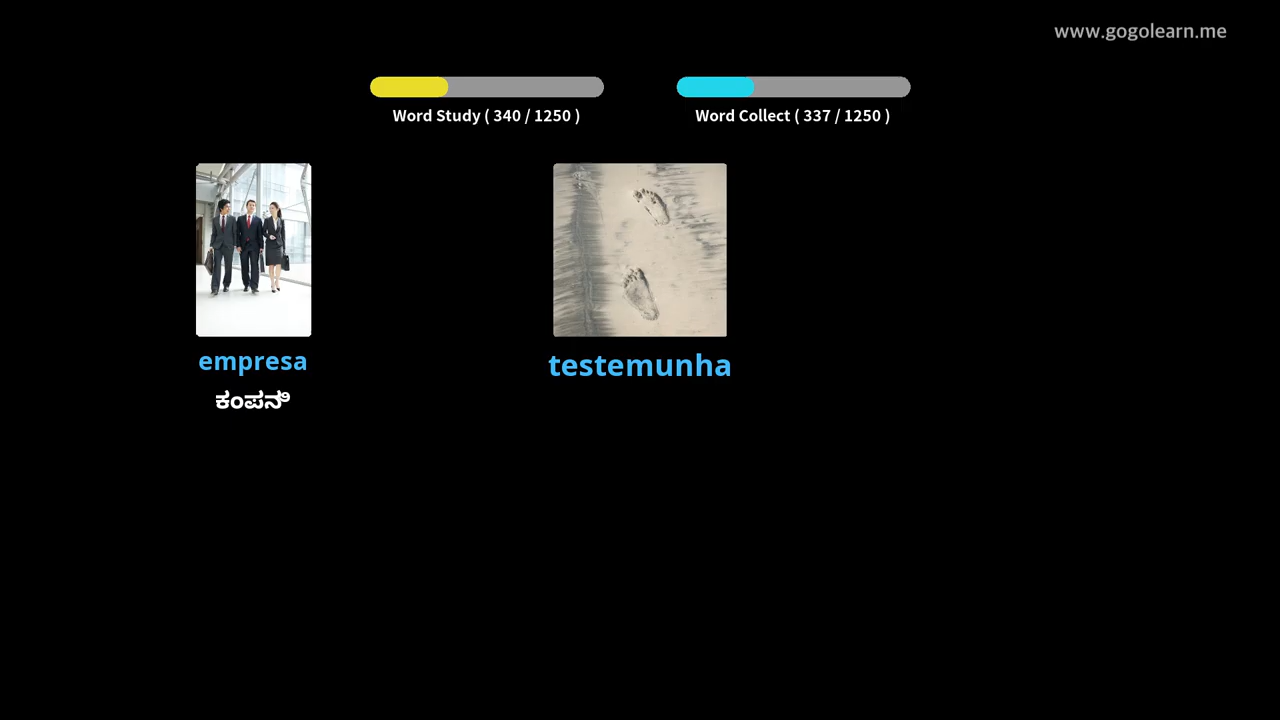 www.gogolearn.me
Word Study ( 340 / 1250 )
Word Collect ( 337 / 1250 )
empresa
ಕಂಪನಿ
testemunha